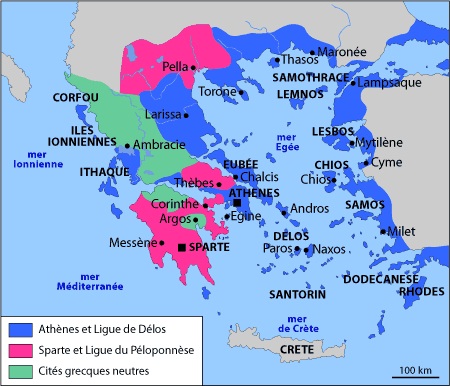 Maronée
Pella
Thasos
SAMOTHRACE
Lampsaque
Torone
LEMNOS
CORFOU
Larissa
LESBOS
ILES
IONNIENNES
mer
Egée
Mytilène
Ambracie
mer
Ionnienne
EUBÉE
CHIOS
Cyme
ITHAQUE
Chalcis
Thèbes
Chios
ATHENES
Corinthe
SAMOS
Andros
Argos
Egine
Milet
Messène
SPARTE
DELOS
Paros
Naxos
mer
Méditerranée
DODECANESE
RHODES
SANTORIN
mer
de Crète
CRETE
Athènes et Ligue de Délos
Sparte et Ligue du Péloponnèse
Cités grecques neutres
100 km